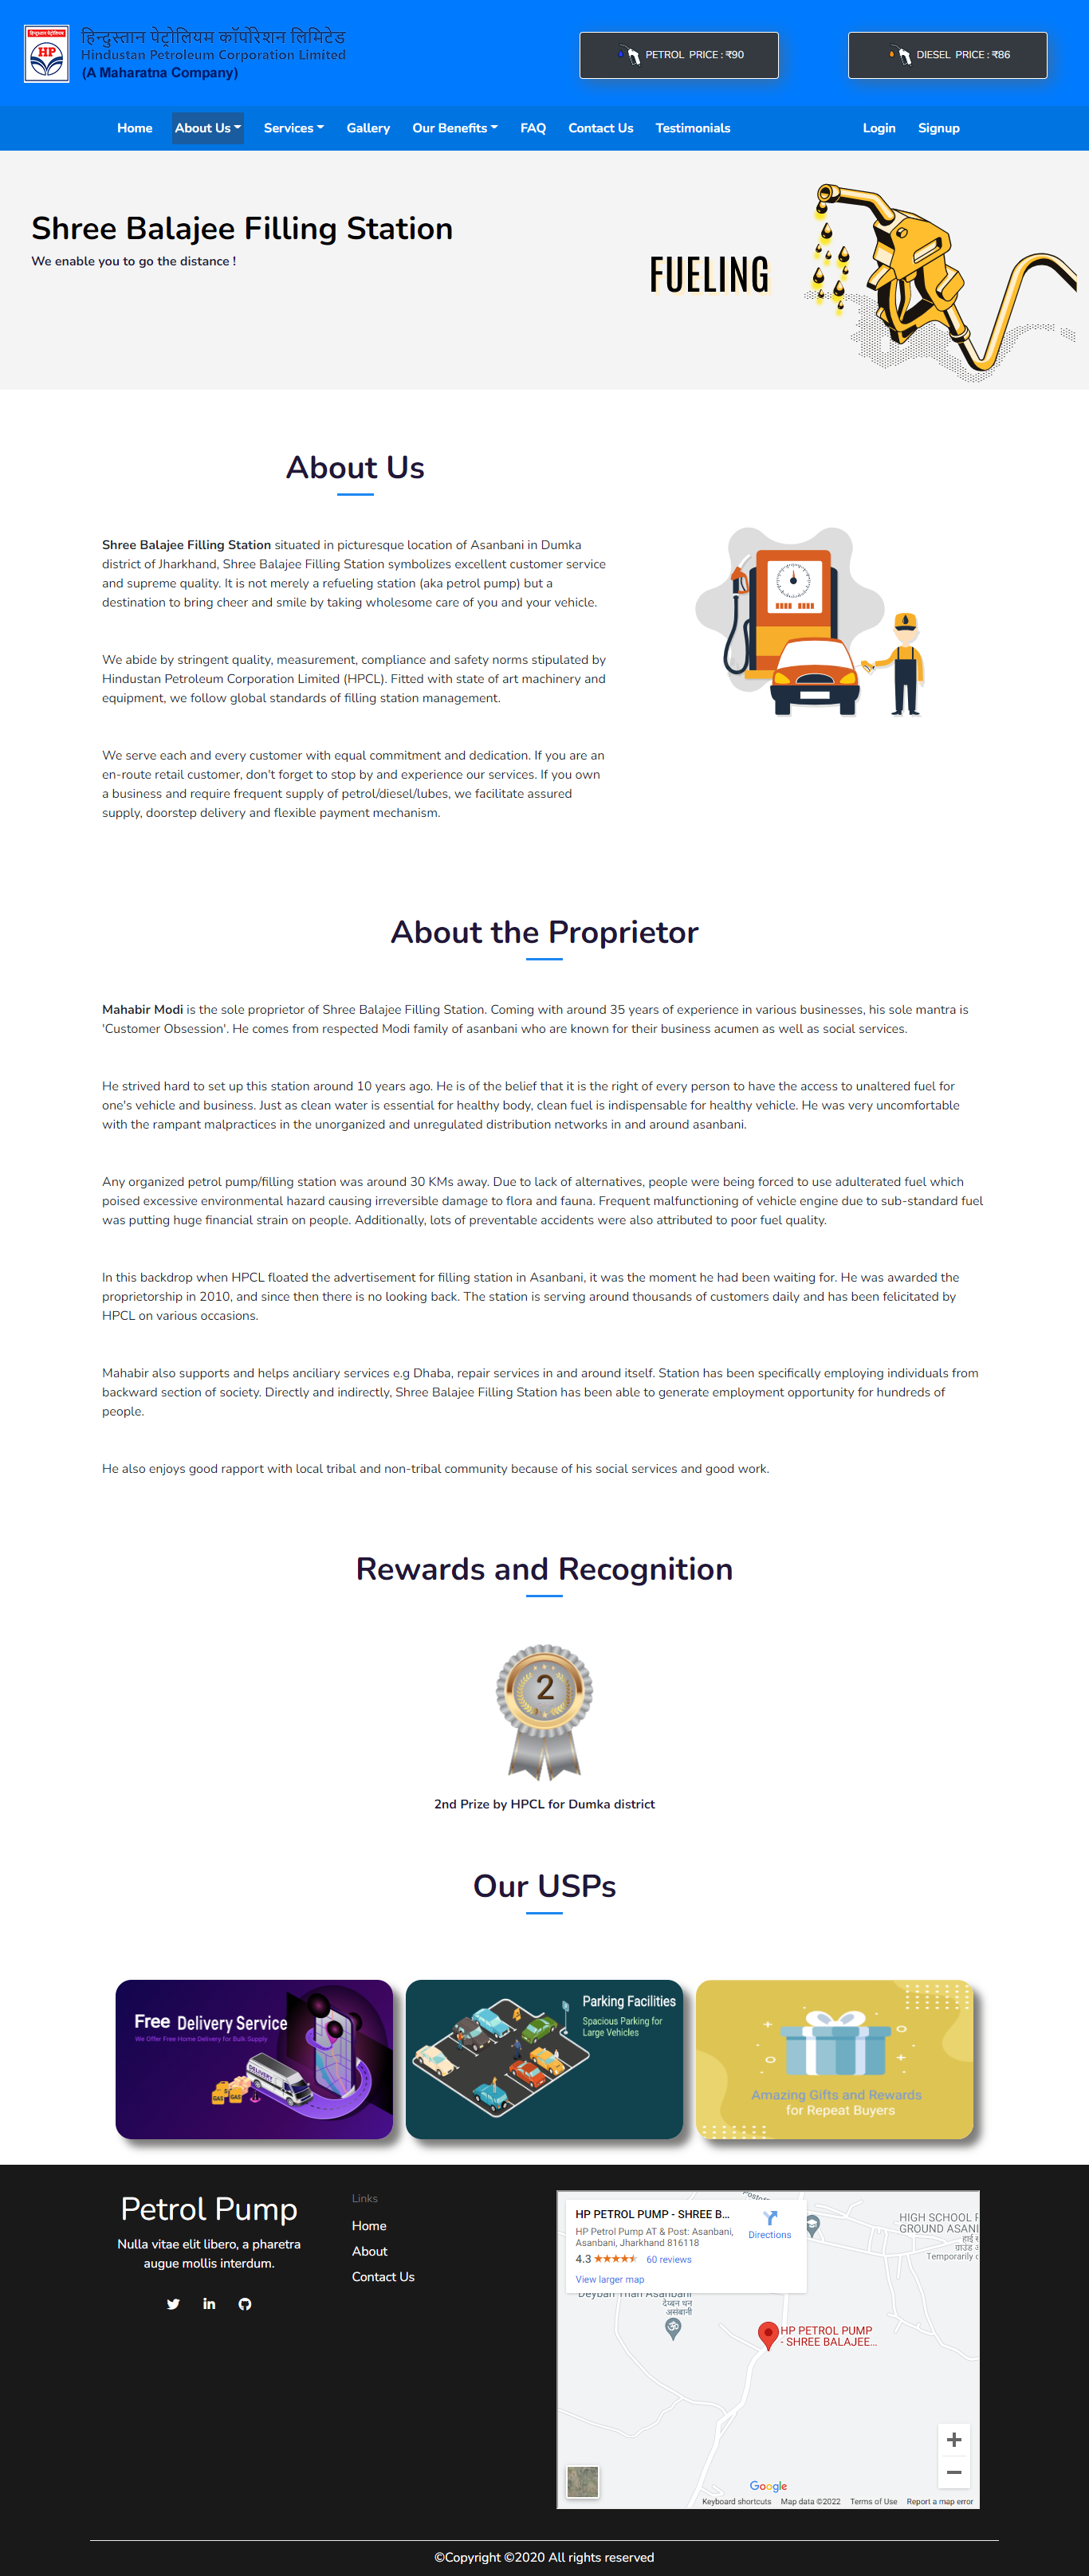 हिन्दुस्तान पेट्रोलियम कॉर्पोरेशन लिमिटेड
Hindustan Petroleum Corporation Limited
(A Maharatna Company)
HP
PETROL PRICE : ₹90
DIESEL PRICE : ₹86
Home About Us Services Gallery Our Benefits FAQ Contact Us Testimonials Login Signup
Shree Balajee Filling Station
We enable you to go the distance !
FUELING
About Us
Shree Balajee Filling Station situated in picturesque location of Asanbani in Dumka
district of Jharkhand, Shree Balajee Filling Station symbolizes excellent customer service
and supreme quality. It is not merely a refueling station (aka petrol pump) but a
destination to bring cheer and smile by taking wholesome care of you and your vehicle.
We abide by stringent quality, measurement, compliance and safety norms stipulated by
Hindustan Petroleum Corporation Limited (HPCL). Fitted with state of art machinery and
equipment, we follow global standards of filling station management.
We serve each and every customer with equal commitment and dedication. If you are an
en-route retail customer, don't forget to stop by and experience our services. If you own
a business and require frequent supply of petrol/diesel/lubes, we facilitate assured
supply, doorstep delivery and flexible payment mechanism.
About the Proprietor
Mahabir Modi is the sole proprietor of Shree Balajee Filling Station. Coming with around 35 years of experience in various businesses, his sole mantra is
'Customer Obsession'. He comes from respected Modi family of asanbani who are known for their business acumen as well as social services.
He strived hard to set up this station around 10 years ago. He is of the belief that it is the right of every person to have the access to unaltered fuel for
one's vehicle and business. Just as clean water is essential for healthy body, clean fuel is indispensable for healthy vehicle. He was very uncomfortable
with the rampant malpractices in the unorganized and unregulated distribution networks in and around asanbani.
Any organized petrol pump/filling station was around 30 KMs away. Due to lack of alternatives, people were being forced to use adulterated fuel which
poised excessive environmental hazard causing irreversible damage to flora and fauna. Frequent malfunctioning of vehicle engine due to sub-standard fuel
was putting huge financial strain on people. Additionally, lots of preventable accidents were also attributed to poor fuel quality.
In this backdrop when HPCL floated the advertisement for filling station in Asanbani, it was the moment he had been waiting for. He was awarded the
proprietorship in 2010, and since then there is no looking back. The station is serving around thousands of customers daily and has been felicitated by
HPCL on various occasions.
Mahabir also supports and helps anciliary services e.g Dhaba, repair services in and around itself. Station has been specifically employing individuals from
backward section of society. Directly and indirectly, Shree Balajee Filling Station has been able to generate employment opportunity for hundreds of
people.
He also enjoys good rapport with local tribal and non-tribal community because of his social services and good work.
Rewards and Recognition
2
2nd Prize by HPCL for Dumka district
Our USPs
Free Delivery Service
We Offer Free Home Delivery for Bulk Supply
DELIVERY
GAS GAS
Parking Facilities
Spacious Parking for
Large Vehicles
Amazing Gifts and Rewards
for Repeat Buyers
Petrol Pump
Nulla vitae elit libero, a pharetra
augue mollis interdum.
Links
Home
About
Contact Us
HP PETROL PUMP - SHREE B...
HP Petrol Pump AT & Post: Asanbani,
Asanbani, Jharkhand 816118
4.3 60 reviews
View larger map
Directions
HIGH SCHOOL
GROUND ASANI
Temporarily
Deyban Than Asanbani
देय्बन थन
असंबानी
HP PETROL PUMP
- SHREE BALAJEE...
Google
Keyboard shortcuts Map data ©2022 Terms of Use Report a map error
©Copyright ©2020 All rights reserved